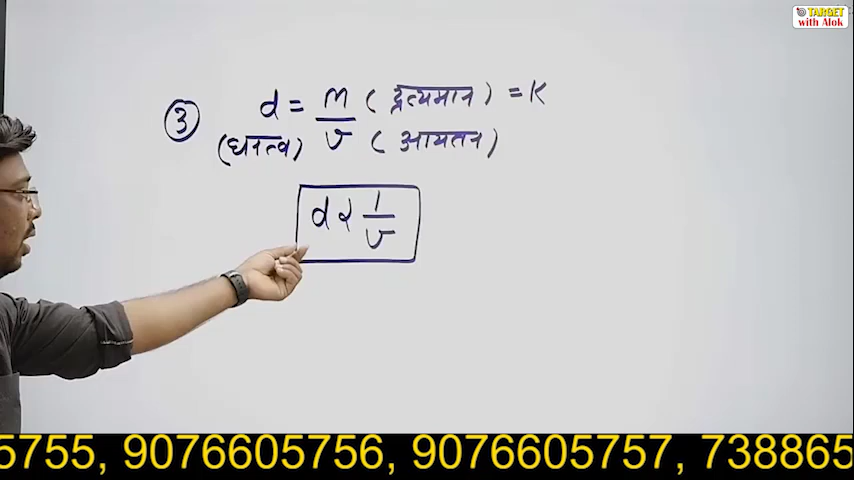 TARGET
with Alok
③ d = m (द्रव्यमान) = K
(घनत्व) v (आयतन)
d ∝ 1
v
5755, 9076605756, 9076605757, 738865